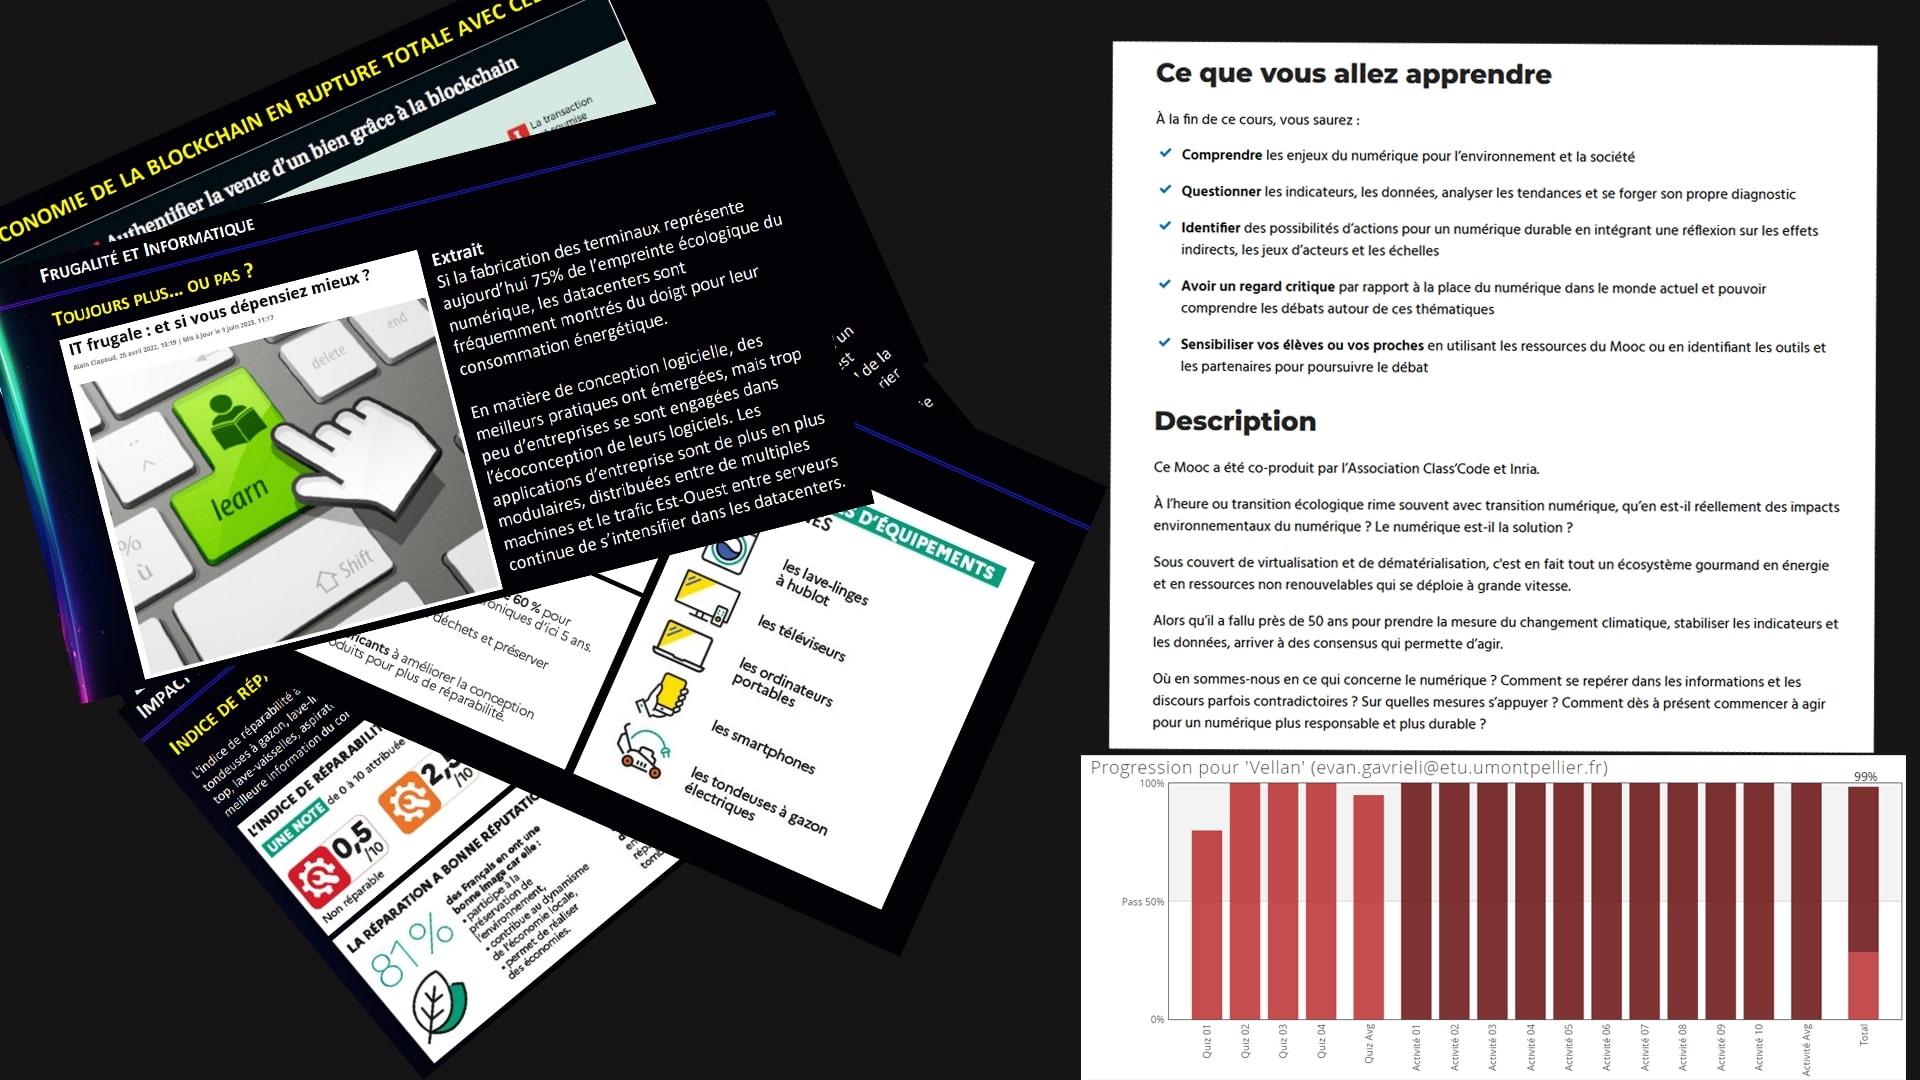 CONOMIE DE LA BLOCKCHAIN EN RUPTURE TOTALE AVEC
Authentifier la vente d'un bien grâce à la blockchain
La transaction
FRUGALITÉ ET INFORMATIQUE
TOUJOURS PLUS... OU PAS ?
IT frugale : et si vous dépensiez mieux ?
Alain Clapaud, 25 avril 2022, 13:19 | Mis à jour le 9 juin 2023, 11:17
end
delete
learn
Shift
%
ù
Extrait
Si la fabrication des terminaux représente
aujourd'hui 75% de l'empreinte écologique du
numérique, les datacenters sont
fréquemment montrés du doigt pour leur
consommation énergétique.
En matière de conception logicielle, des
meilleurs pratiques ont émergées, mais trop
peu d'entreprises se sont engagées dans
l'écoconception de leurs logiciels. Les
applications d'entreprise sont de plus en plus
modulaires, distribuées entre de multiples
machines et le trafic Est-Ouest entre serveurs
continue de s'intensifier dans les datacenters.
un
de la
60 % pour
d'ici 5 ans.
déchets et préserver
à améliorer la conception
pour plus de réparabilité.
D'ÉQUIPEMENTS
les lave-linges
à hublot
les téléviseurs
les ordinateurs
portables
les smartphones
les tondeuses à gazon
électriques
IMPACT
INDICE DE RÉP
L'indice de réparabilité a
tondeuses à gazon, lave-li
top, lave-vaisselles, aspirat
meilleure information du co
L'INDICE DE RÉPARABILIT
UNE NOTE de 0 à 10 attribuée
0,5
/10
Non réparable
2,
/10
LA RÉPARATION A BONNE RÉPUTATIO
81%
des Français en ont une
bonne image car elle :
• participe à la
préservation de
l'environnement,
• contribue au dynamisme
de l'économie locale,
• permet de réaliser
des économies.
Ce que vous allez apprendre
À la fin de ce cours, vous saurez :
Comprendre les enjeux du numérique pour l'environnement et la société
Questionner les indicateurs, les données, analyser les tendances et se forger son propre diagnostic
Identifier des possibilités d'actions pour un numérique durable en intégrant une réflexion sur les effets
indirects, les jeux d'acteurs et les échelles
Avoir un regard critique par rapport à la place du numérique dans le monde actuel et pouvoir
comprendre les débats autour de ces thématiques
Sensibiliser vos élèves ou vos proches en utilisant les ressources du Mooc ou en identifiant les outils et
les partenaires pour poursuivre le débat
Description
Ce Mooc a été co-produit par l'Association Class'Code et Inria.
À l'heure ou transition écologique rime souvent avec transition numérique, qu'en est-il réellement des impacts
environnementaux du numérique ? Le numérique est-il la solution ?
Sous couvert de virtualisation et de dématérialisation, c'est en fait tout un écosystème gourmand en énergie
et en ressources non renouvelables qui se déploie à grande vitesse.
Alors qu'il a fallu près de 50 ans pour prendre la mesure du changement climatique, stabiliser les indicateurs et
les données, arriver à des consensus qui permette d'agir.
Où en sommes-nous en ce qui concerne le numérique ? Comment se repérer dans les informations et les
discours parfois contradictoires ? Sur quelles mesures s'appuyer ? Comment dès à présent commencer à agir
pour un numérique plus responsable et plus durable ?
Progression pour 'Vellan' (evan.gavrieli@etu.umontpellier.fr)
99%
100%
Pass 50%
0%
Quiz 01
Quiz 02
Quiz 03
Quiz 04
Quiz Avg
Activité 01
Activité 02
Activité 03
Activité 04
Activité 05
Activité 06
Activité 07
Activité 08
Activité 09
Activité 10
Activité Avg
Total